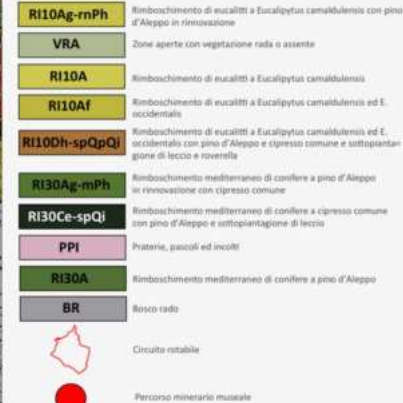 RI10Ag-rnPh
Rimboschimento di eucalitti a Eucalipytus camaldulensis con pino
d'Aleppo in rinnovazione
VRA
Zone aperte con vegetazione rada o assente
RI10A
Rimboschimento di eucalitti a Eucalipytus camaldulensis
RI10Af
Rimboschimento di eucalitti a Eucalipytus camaldulensis ed E.
occidentalis
RI10Dh-spQpQi
Rimboschimento di eucalitti a Eucalipytus camaldulensis ed E.
occidentalis con pino d'Aleppo e cipresso comune e sottopiantan-
gione di leccio e roverella
RI30Ag-mPh
Rimboschimento mediterraneo di conifere a pino d'Aleppo
in rinnovazione con cipresso comune
RI30Ce-spQi
Rimboschimento mediterraneo di conifere a cipresso comune
con pino d'Aleppo e sottopiantagione di leccio
PPI
Praterie, pascoli ed incolti
RI30A
Rimboschimento mediterraneo di conifere a pino d'Aleppo
BR
Bosco rado
Circuito rotabile
Percorso minerario museale